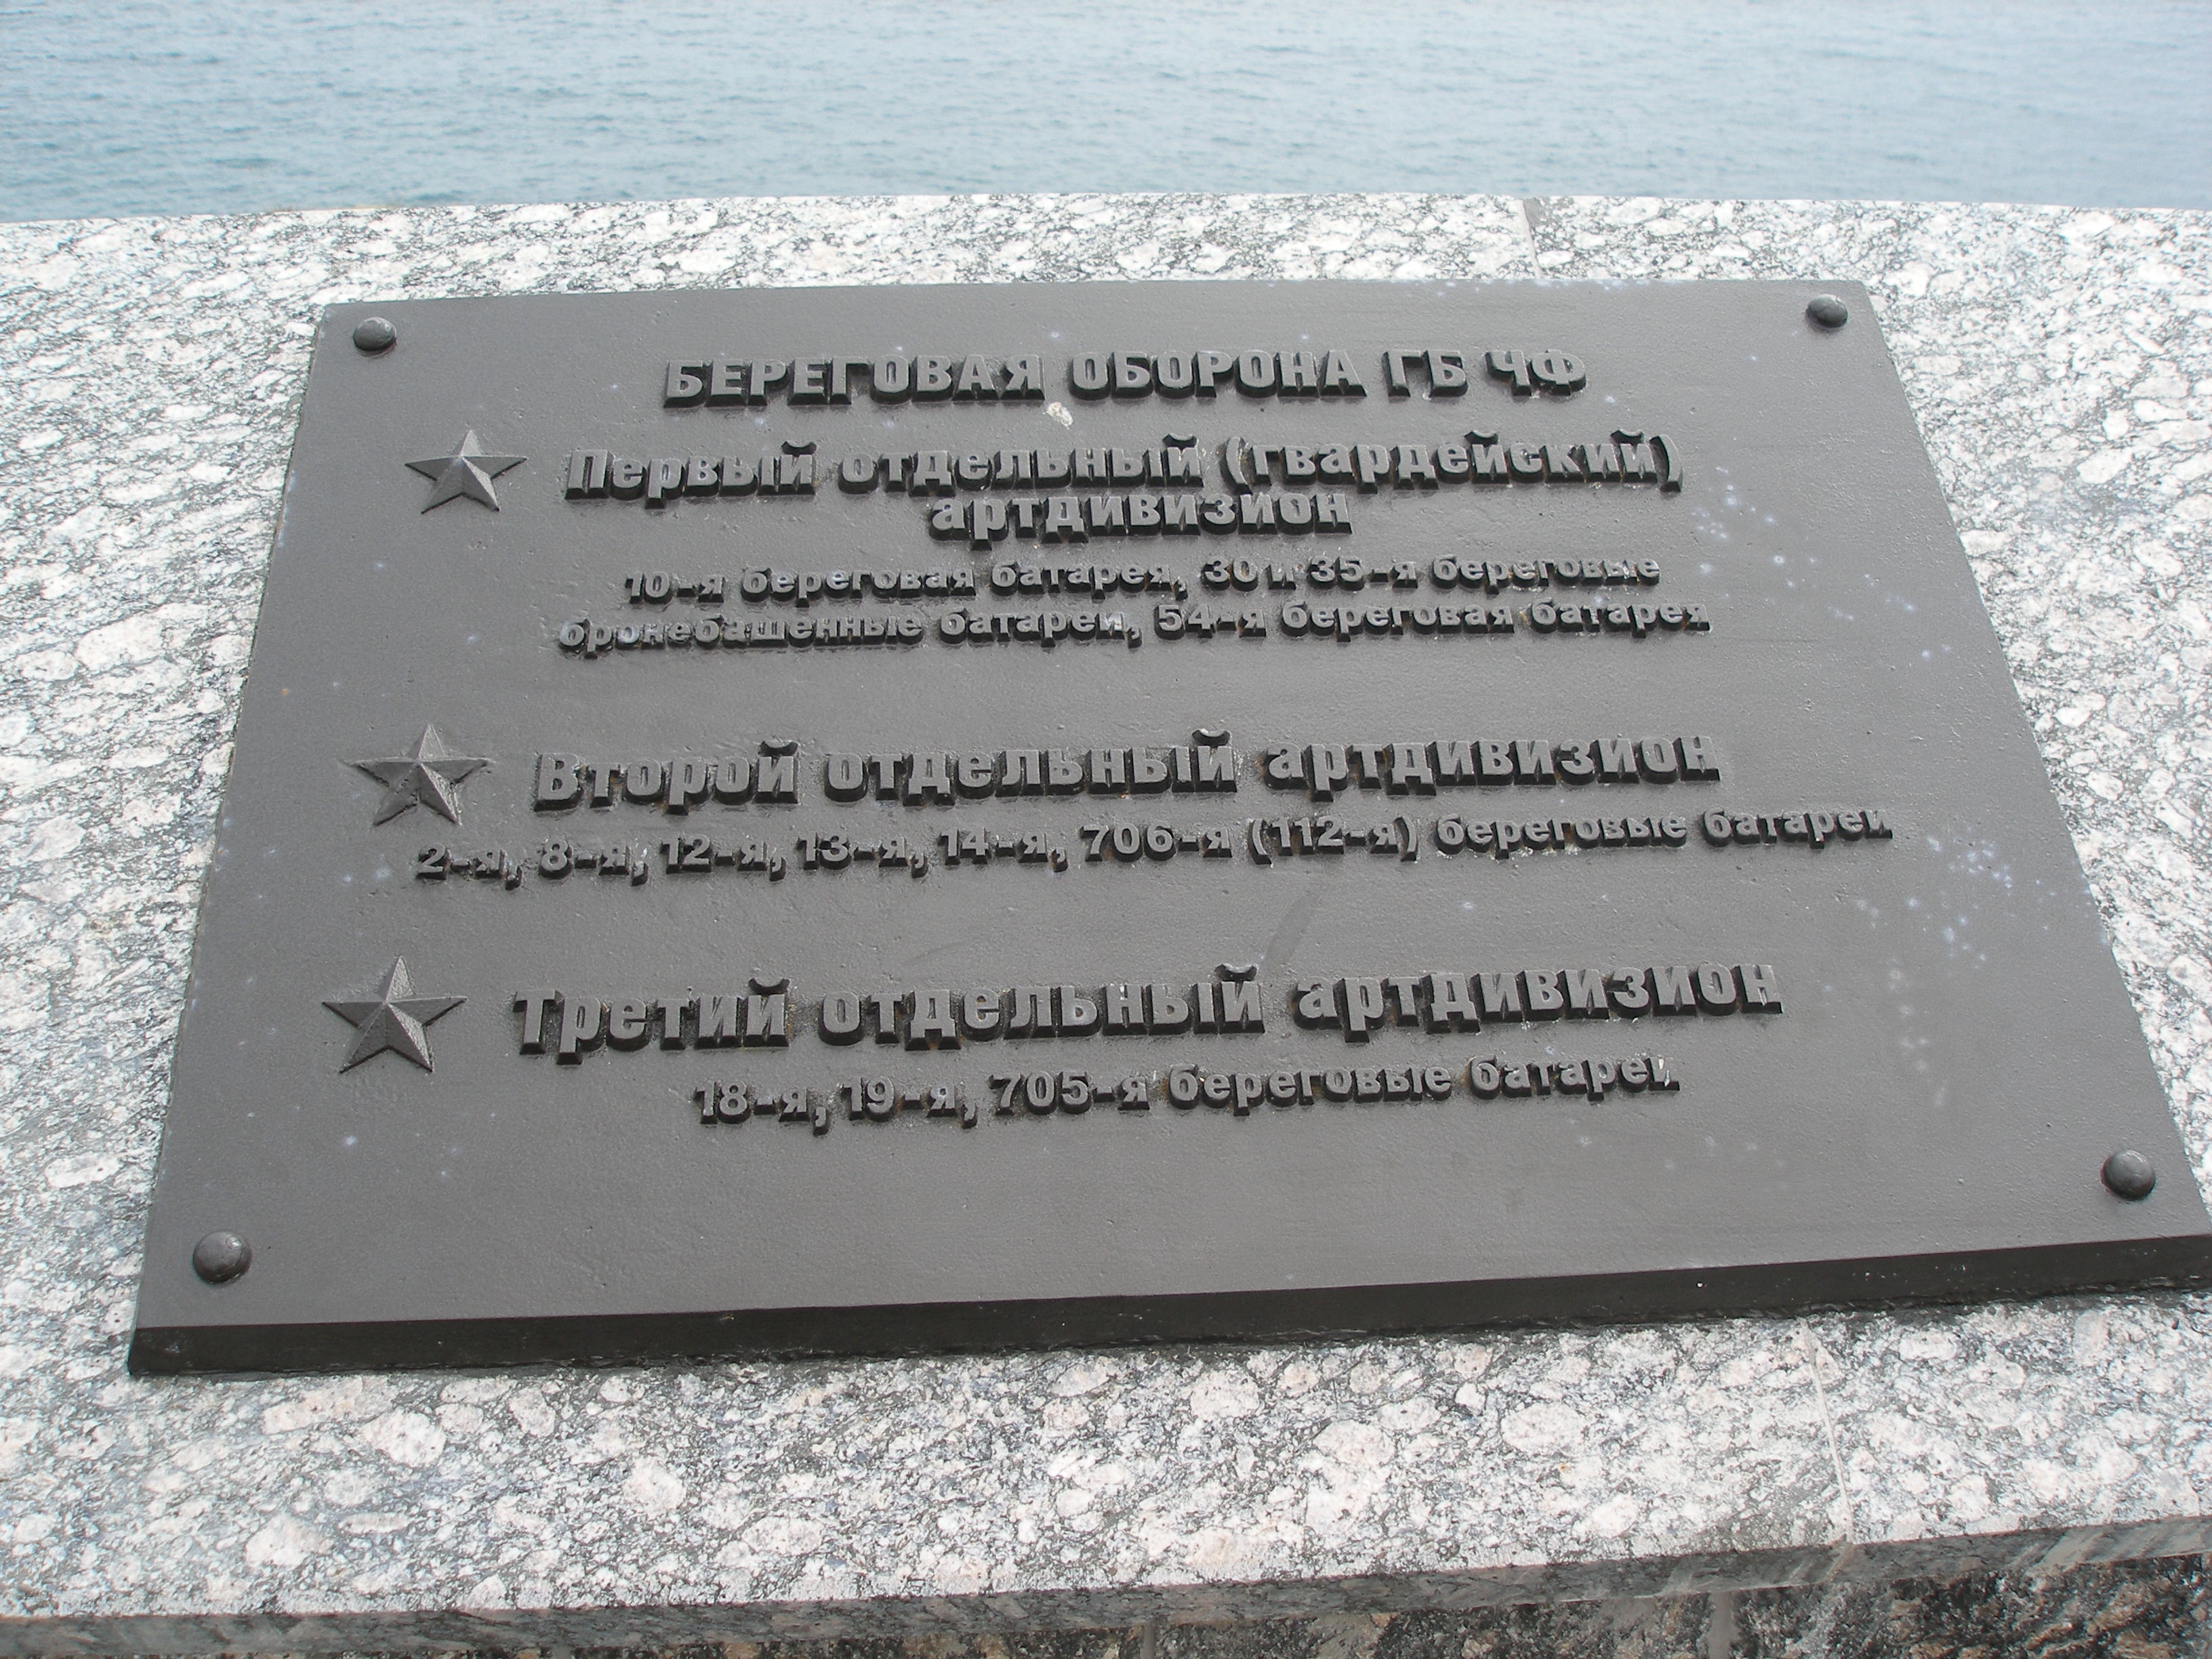 БЕРЕГОВАЯ ОБОРОНА ГБ ЧФ
Первый отдельный (гвардейский)
артдивизион
10-я береговая батарея, 30 и 35-я береговые
бронебашенные батареи, 54-я береговая батарея
Второй отдельный артдивизион
2-я, 8-я, 12-я, 13-я, 14-я, 706-я (112-я) береговые батареи
Третий отдельный артдивизион
18-я, 19-я, 705-я береговые батареи